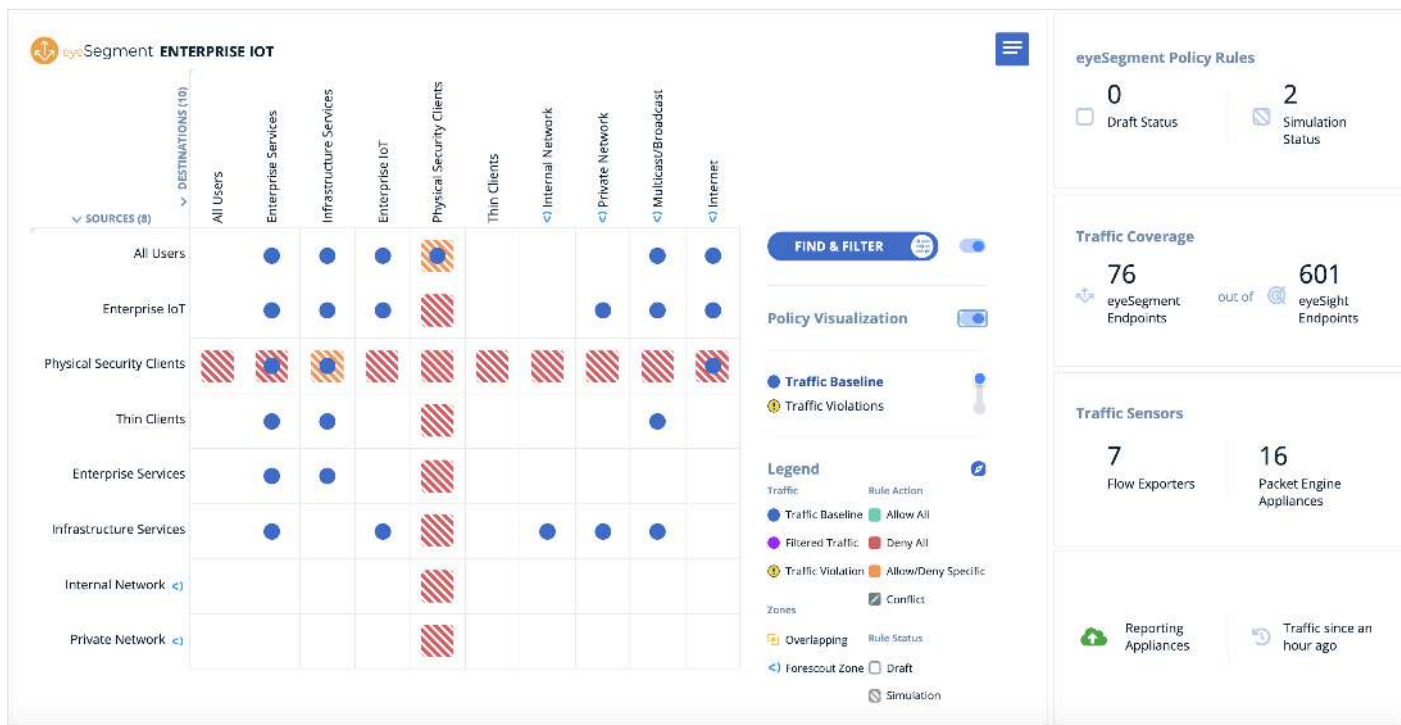 eyeSegment ENTERPRISE IOT
DESTINATIONS (10)
SOURCES (8)
All Users
Enterprise Services
Infrastructure Services
Enterprise IoT
Physical Security Clients
Thin Clients
Internal Network
Private Network
Multicast/Broadcast
Internet
All Users
Enterprise IoT
Physical Security Clients
Thin Clients
Enterprise Services
Infrastructure Services
Internal Network
Private Network
FIND & FILTER
Policy Visualization
Traffic Baseline
Traffic Violations
Legend
Traffic
Rule Action
Traffic Baseline
Allow All
Filtered Traffic
Deny All
Traffic Violation
Allow/Deny Specific
Conflict
Zones
Overlapping
Rule Status
Forescout Zone
Draft
Simulation
eyeSegment Policy Rules
0
Draft Status
2
Simulation
Status
Traffic Coverage
76
eyeSegment
Endpoints
out of
601
eyeSight
Endpoints
Traffic Sensors
7
Flow Exporters
16
Packet Engine
Appliances
Reporting
Appliances
Traffic since an
hour ago